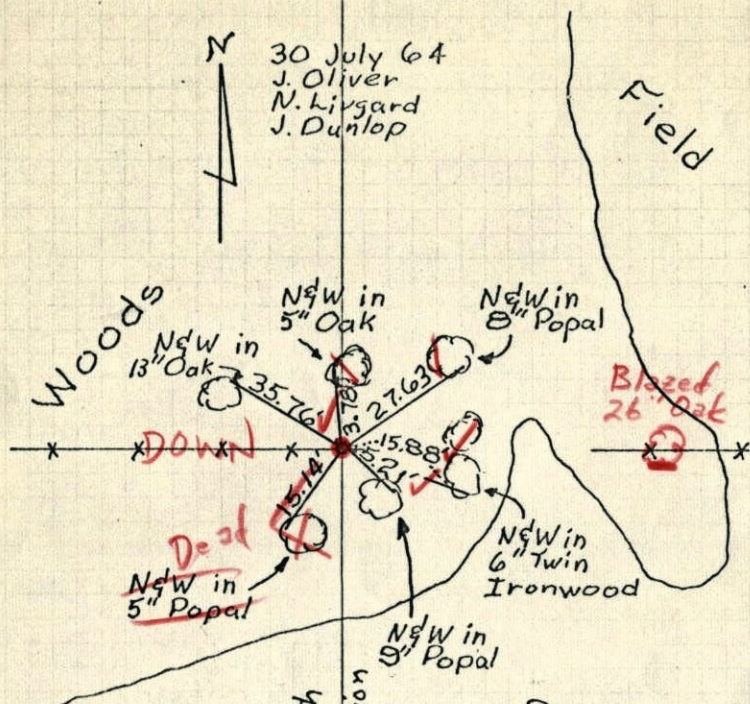 N
30 July 64
J. Oliver
N. Livgard
J. Dunlop
Field
Woods
N&W in
13" Oak
N&W in
5" Oak
N&W in
8" Popal
35.76'
3.78'
27.63'
15.88'
5.21'
15.14'
DOWN
Blazed
26" Oak
Dead
N&W in
5" Popal
N&W in
6" Twin
Ironwood
N&W in
9" Popal